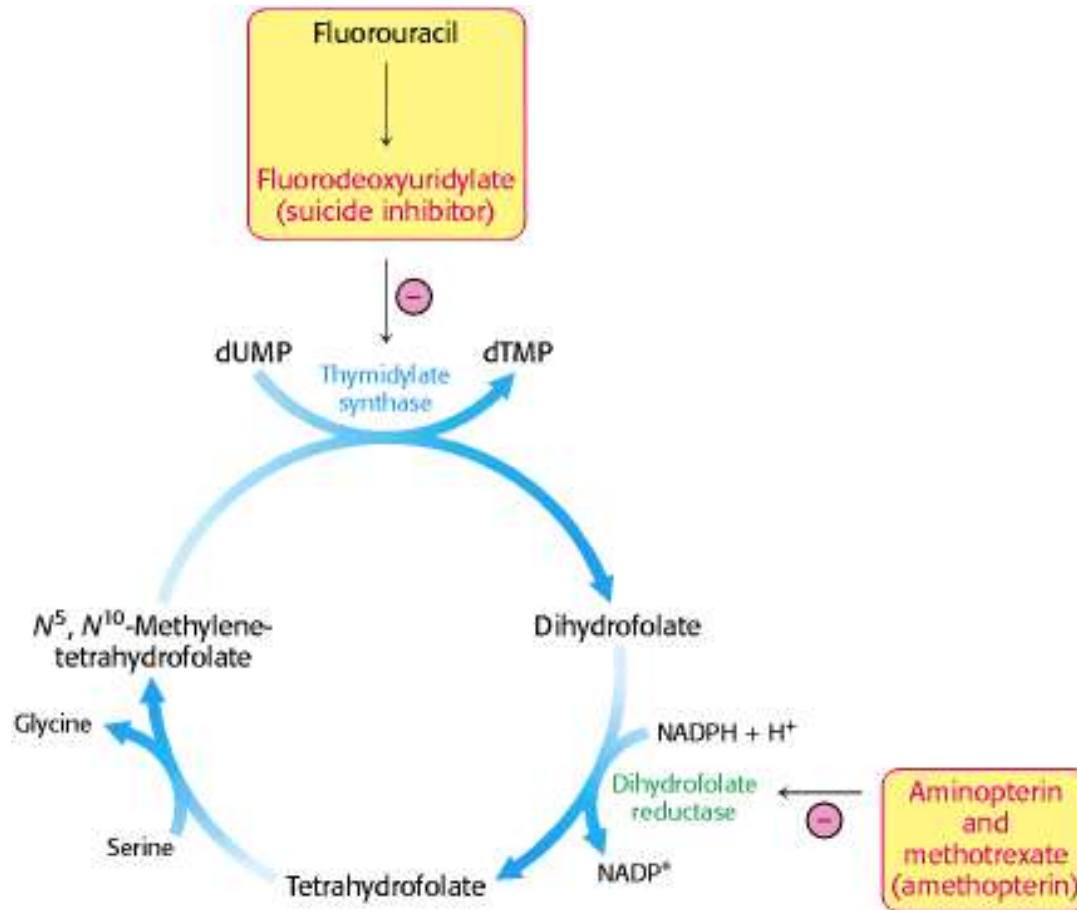 Fluorouracil
Fluorodeoxyuridylate
(suicide inhibitor)
−
dUMP
dTMP
Thymidylate
synthase
N⁵, N¹⁰-Methylene-
tetrahydrofolate
Dihydrofolate
Glycine
NADPH + H⁺
Dihydrofolate
reductase
−
Aminopterin
and
methotrexate
(amethopterin)
Serine
NADP⁺
Tetrahydrofolate